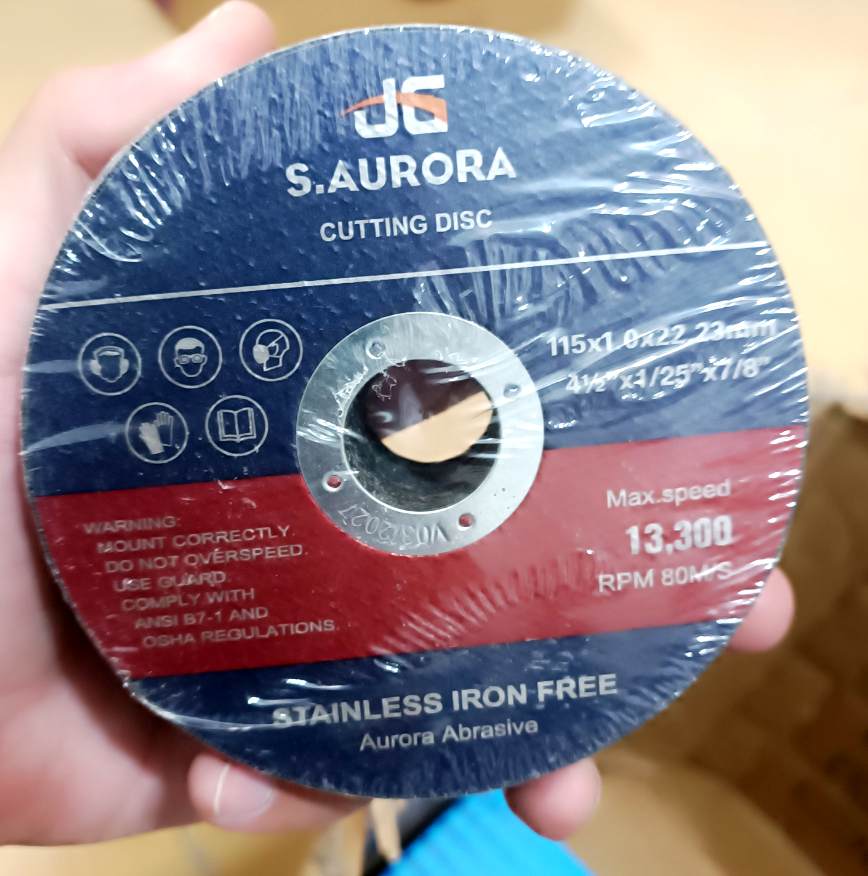 JG
S.AURORA
CUTTING DISC
115x1.0x22.23mm
4½"x1/25"x7/8"
Max.speed
13,300
RPM 80M/S
V03/2027
WARNING:
MOUNT CORRECTLY.
DO NOT OVERSPEED.
USE GUARD.
COMPLY WITH
ANSI B7-1 AND
OSHA REGULATIONS.
STAINLESS IRON FREE
Aurora Abrasive